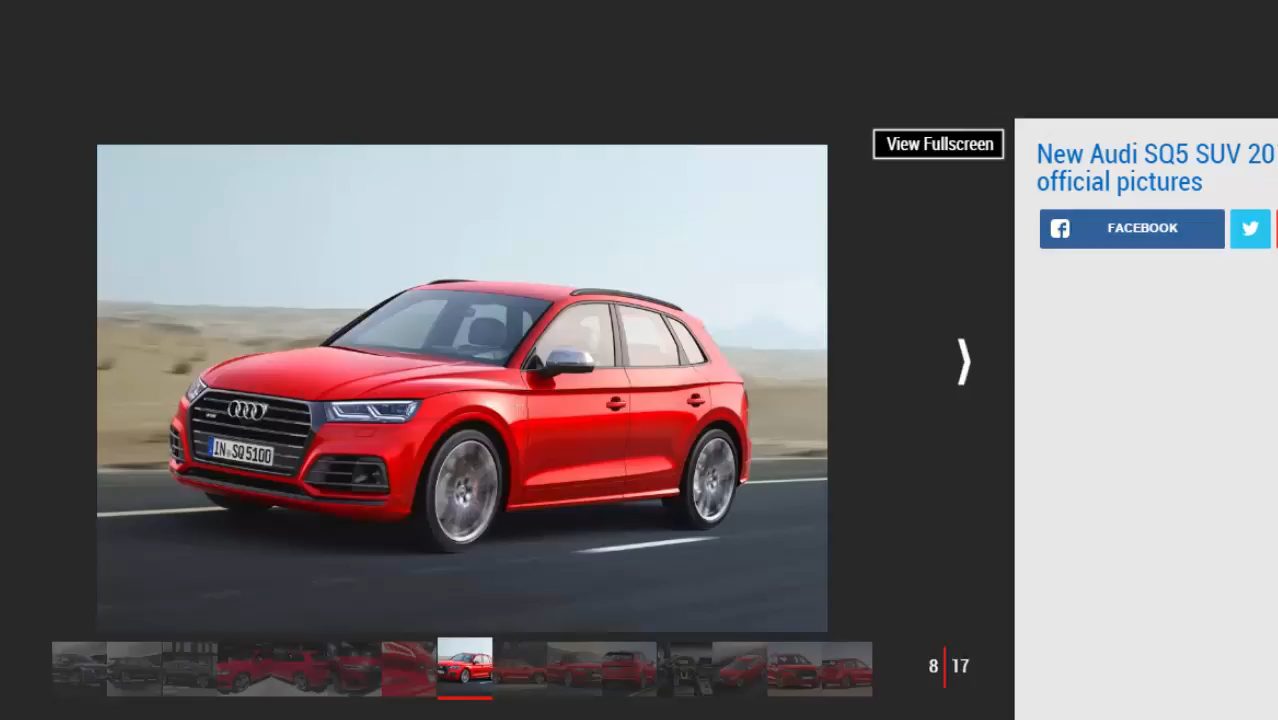 View Fullscreen
New Audi SQ5 SUV 20
official pictures
FACEBOOK
IN SQ 5100
8 17